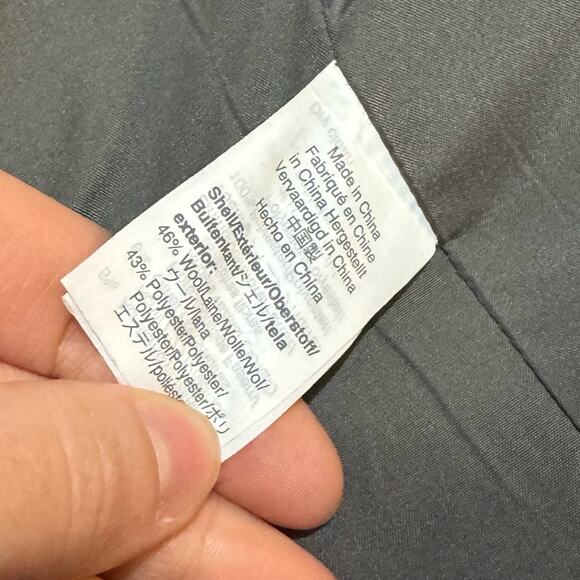 Made in China
Fabriqué en Chine
in China Hergestellt
Vervaardigd in China
中国製
Hecho en China
Shell/Extérieur/Oberstoff/
Buitenkant/シェル/tela
exterior:
46% Wool/Laine/Wolle/Wol/
ウール/lana
43% Polyester/Polyester/
Polyester/Polyester/ポリ
エステル/poliést